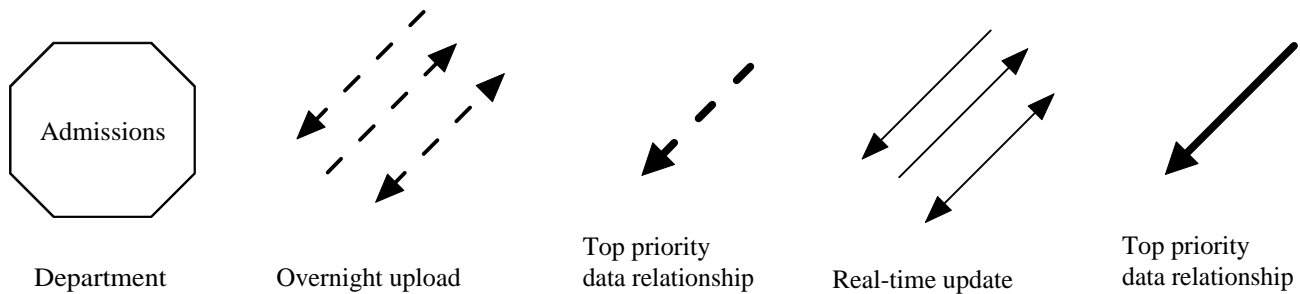 Admissions
Department
Overnight upload
Top priority
data relationship
Real-time update
Top priority
data relationship